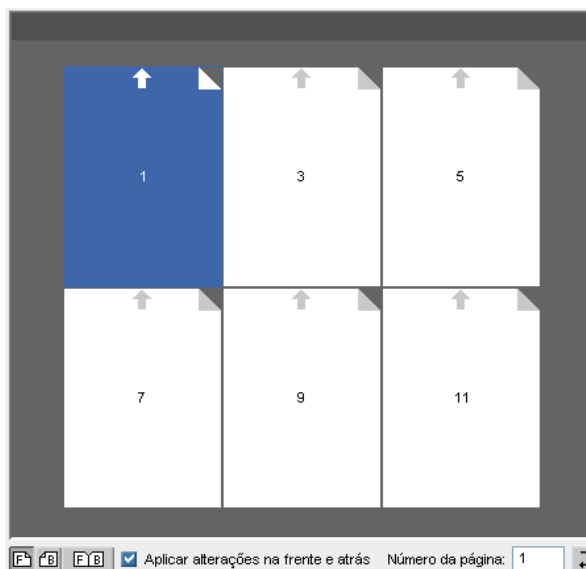 1 3 5
7 9 11
F B F B Aplicar alterações na frente e atrás Número da página: 1